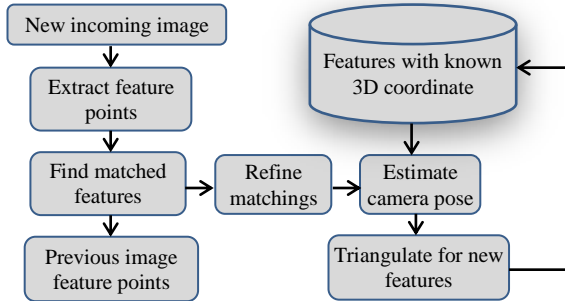 New incoming image
Extract feature
points
Find matched
features
Previous image
feature points
Refine
matchings
Features with known
3D coordinate
Estimate
camera pose
Triangulate for new
features